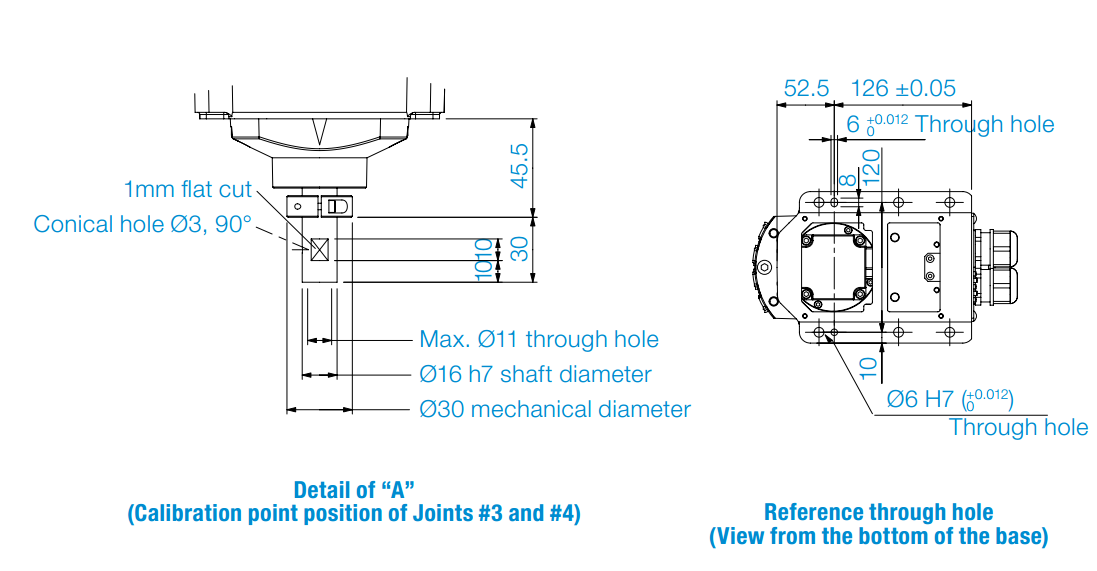 52.5
126 ±0.05
6 +0.012 0 Through hole
8
120
45.5
1mm flat cut
Conical hole Ø3, 90°
10
10
30
Max. Ø11 through hole
Ø16 h7 shaft diameter
Ø30 mechanical diameter
10
Ø6 H7 (+0.012 0)
Through hole
Detail of “A”
(Calibration point position of Joints #3 and #4)
Reference through hole
(View from the bottom of the base)